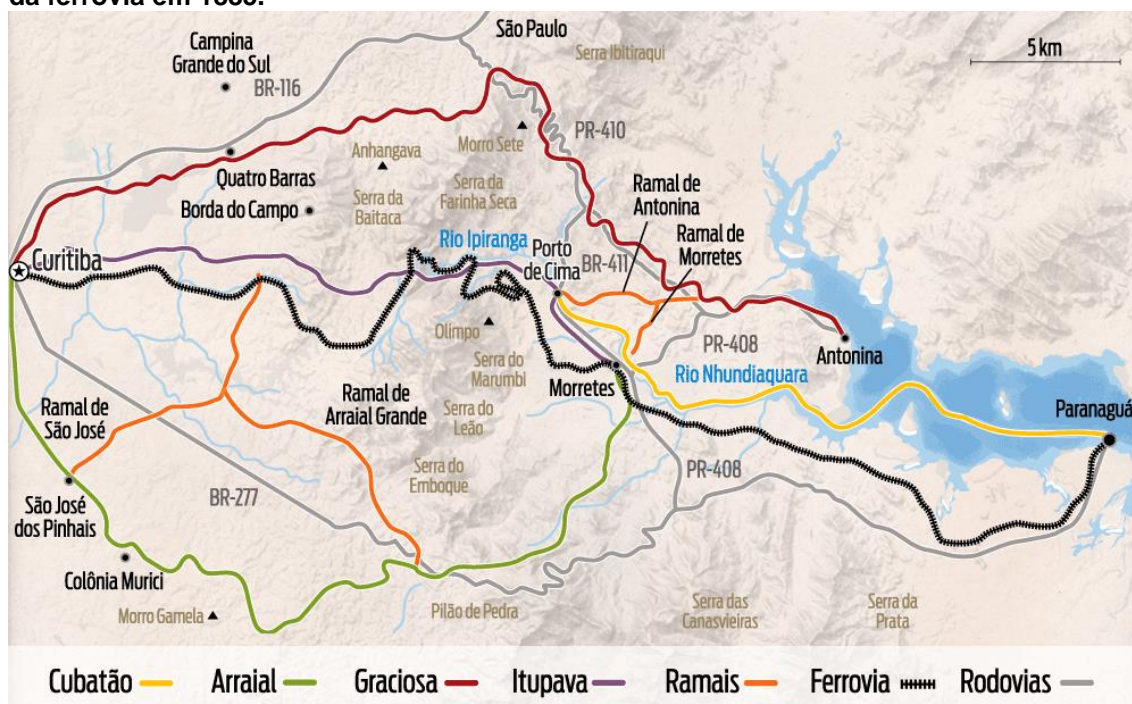 da ferrovia em 1885.
São Paulo
Campina
Grande do Sul
Serra Ibitiraqui
5 km
BR-116
PR-410
Morro Sete
Anhangava
Quatro Barras
Serra da
Baitaca
Serra da
Farinha Seca
Ramal de
Antonina
Borda do Campo
Ramal de
Morretes
Rio Ipiranga
Porto
de Cima
BR-411
Curitiba
Olimpo
PR-408
Antonina
Serra do
Marumbi
Rio Nhundiaquara
Morretes
Ramal de
São José
Ramal de
Arraial Grande
Serra do
Leão
Paranaguá
Serra do
Emboque
PR-408
BR-277
São José
dos Pinhais
Colônia Murici
Morro Gamela
Pilão de Pedra
Serra das
Canasvieiras
Serra da
Prata
Cubatão
Arraial
Graciosa
Itupava
Ramais
Ferrovia
Rodovias